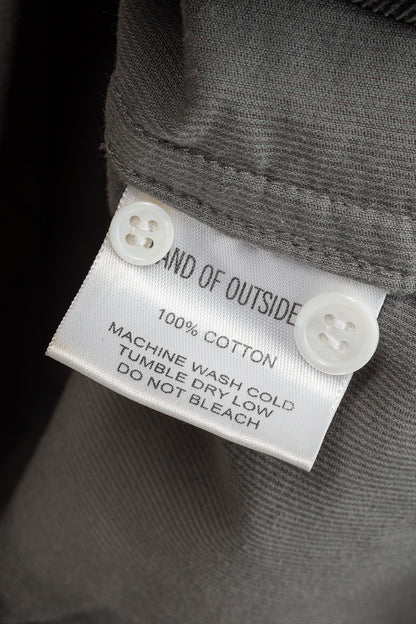 AND OF OUTSIDE
100% COTTON
MACHINE WASH COLD
TUMBLE DRY LOW
DO NOT BLEACH